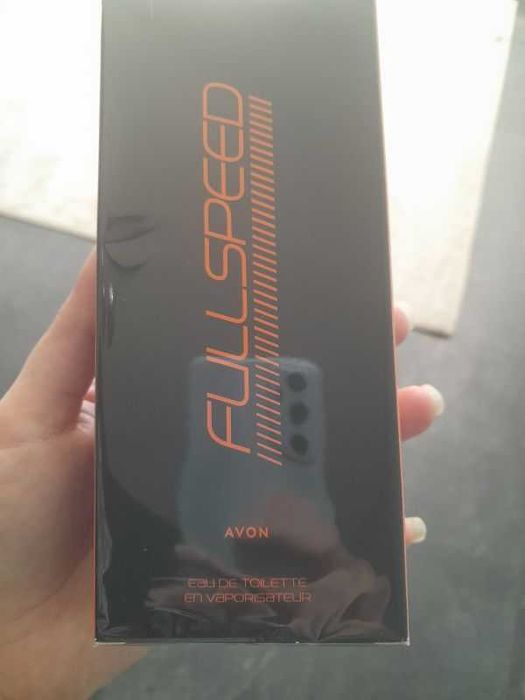 FULLSPEED
AVON
EAU DE TOILETTE
EN VAPORISATEUR